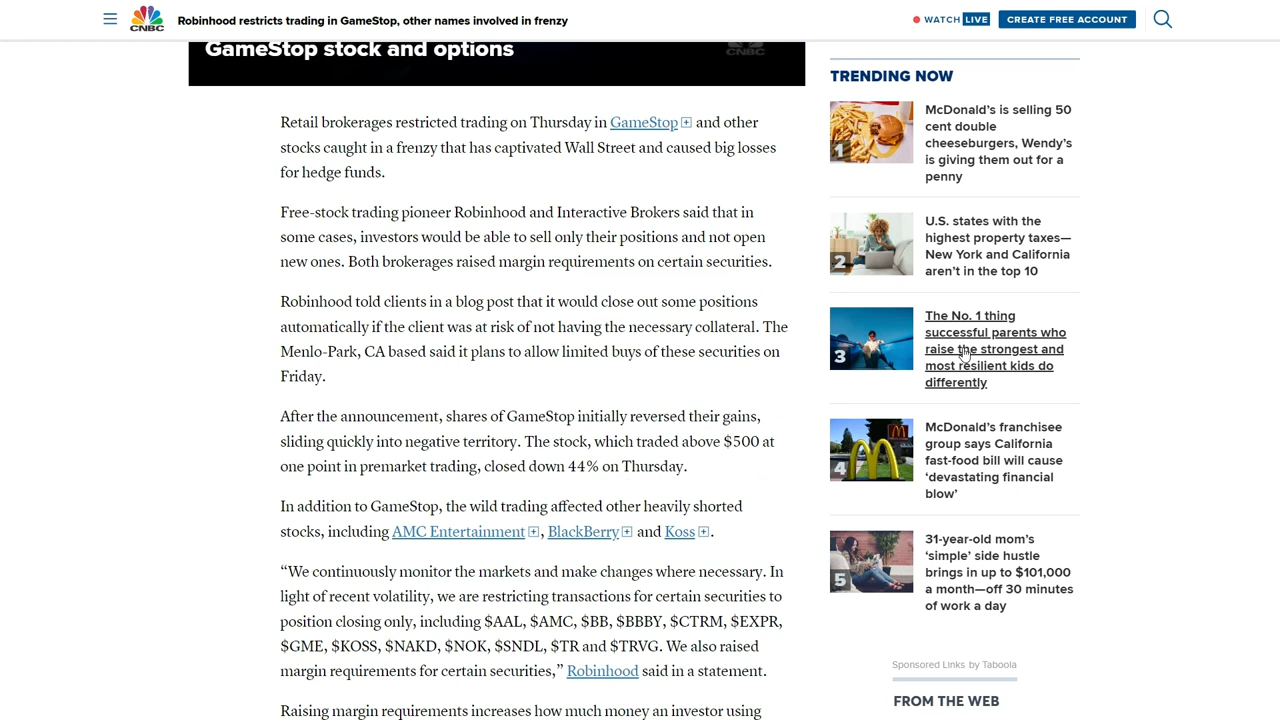 CNBC
Robinhood restricts trading in GameStop, other names involved in frenzy
WATCH LIVE
CREATE FREE ACCOUNT
GameStop stock and options
CNBC
Retail brokerages restricted trading on Thursday in GameStop and other
stocks caught in a frenzy that has captivated Wall Street and caused big losses
for hedge funds.
Free-stock trading pioneer Robinhood and Interactive Brokers said that in
some cases, investors would be able to sell only their positions and not open
new ones. Both brokerages raised margin requirements on certain securities.
Robinhood told clients in a blog post that it would close out some positions
automatically if the client was at risk of not having the necessary collateral. The
Menlo-Park, CA based said it plans to allow limited buys of these securities on
Friday.
After the announcement, shares of GameStop initially reversed their gains,
sliding quickly into negative territory. The stock, which traded above $500 at
one point in premarket trading, closed down 44% on Thursday.
In addition to GameStop, the wild trading affected other heavily shorted
stocks, including AMC Entertainment, BlackBerry and Koss.
“We continuously monitor the markets and make changes where necessary. In
light of recent volatility, we are restricting transactions for certain securities to
position closing only, including $AAL, $AMC, $BB, $BBBY, $CTRM, $EXPR,
$GME, $KOSS, $NAKD, $NOK, $SNDL, $TR and $TRVG. We also raised
margin requirements for certain securities,” Robinhood said in a statement.
Raising margin requirements increases how much money an investor using
TRENDING NOW
1
McDonald’s is selling 50
cent double
cheeseburgers, Wendy’s
is giving them out for a
penny
2
U.S. states with the
highest property taxes—
New York and California
aren’t in the top 10
3
The No. 1 thing
successful parents who
raise the strongest and
most resilient kids do
differently
4
McDonald’s franchisee
group says California
fast-food bill will cause
‘devastating financial
blow’
5
31-year-old mom’s
‘simple’ side hustle
brings in up to $101,000
a month—off 30 minutes
of work a day
Sponsored Links by Taboola
FROM THE WEB